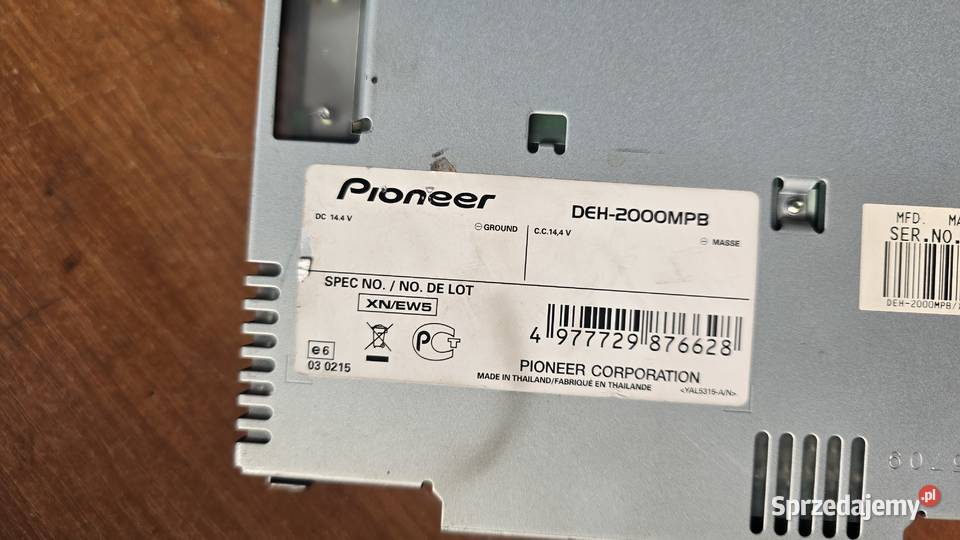 Pioneer
DEH-2000MPB
DC 14.4 V
⊖ GROUND
C.C.14,4 V
⊖ MASSE
SPEC NO. / NO. DE LOT
XN/EW5
e6
03 0215
4 977729 876628
PIONEER CORPORATION
MADE IN THAILAND/FABRIQUÉ EN THAILANDE
<YAL5315-A/N>
MFD.
SER.NO.
DEH-2000MPB/
Sprzedajemy.pl